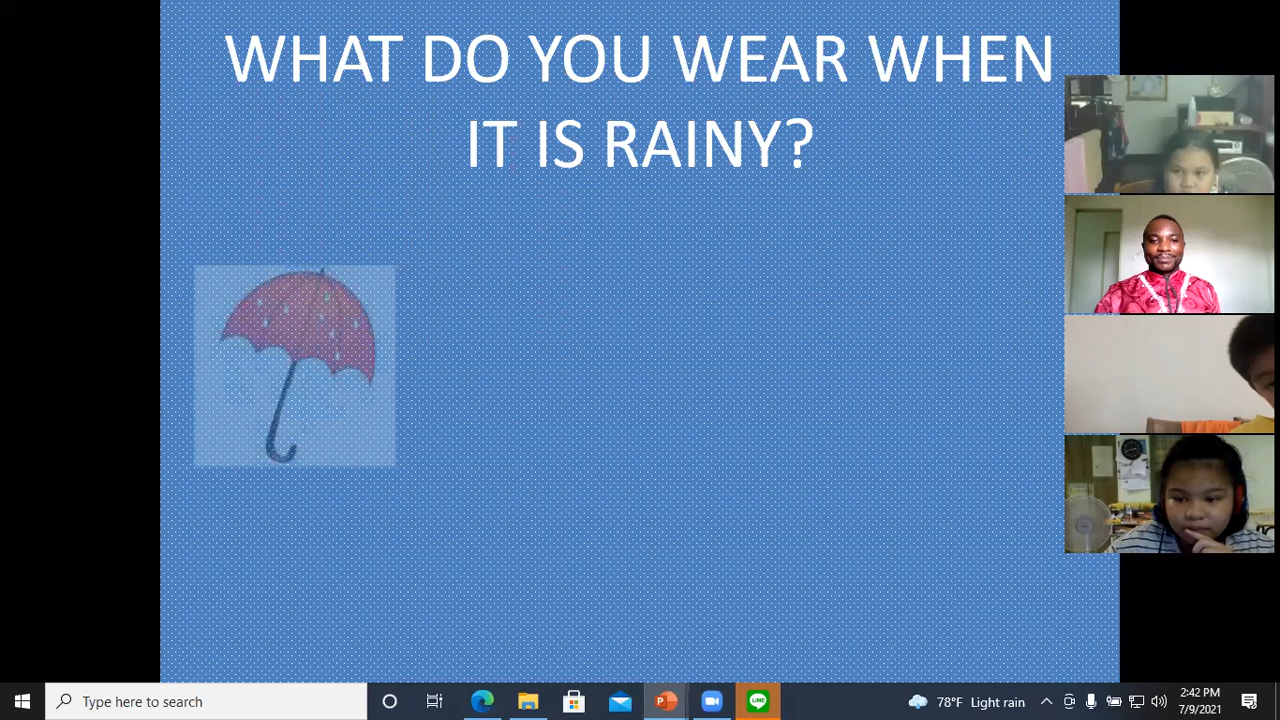 WHAT DO YOU WEAR WHEN
IT IS RAINY?
Type here to search
78°F Light rain
2:42 PM
7/9/2021